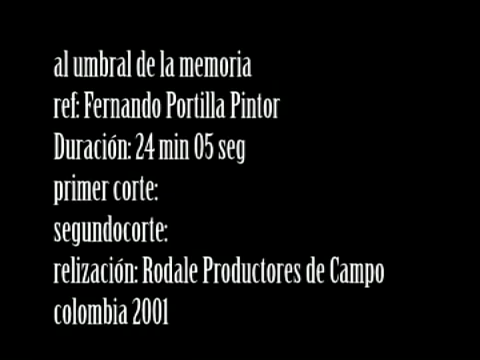 al umbral de la memoria
ref: Fernando Portilla Pintor
Duración: 24 min 05 seg
primer corte:
segundocorte:
relización: Rodale Productores de Campo
colombia 2001